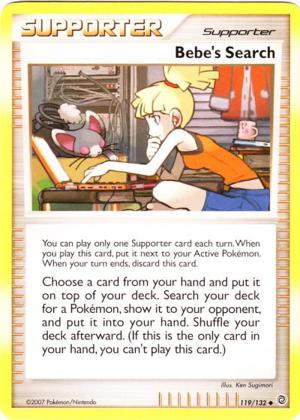 SUPPORTER
Supporter
Bebe's Search
You can play only one Supporter card each turn. When
you play this card, put it next to your Active Pokémon.
When your turn ends, discard this card.
Choose a card from your hand and put it
on top of your deck. Search your deck
for a Pokémon, show it to your opponent,
and put it into your hand. Shuffle your
deck afterward. (If this is the only card
in your hand, you can't play this card.)
Illus. Ken Sugimori
©2007 Pokémon/Nintendo
119/132 ◆